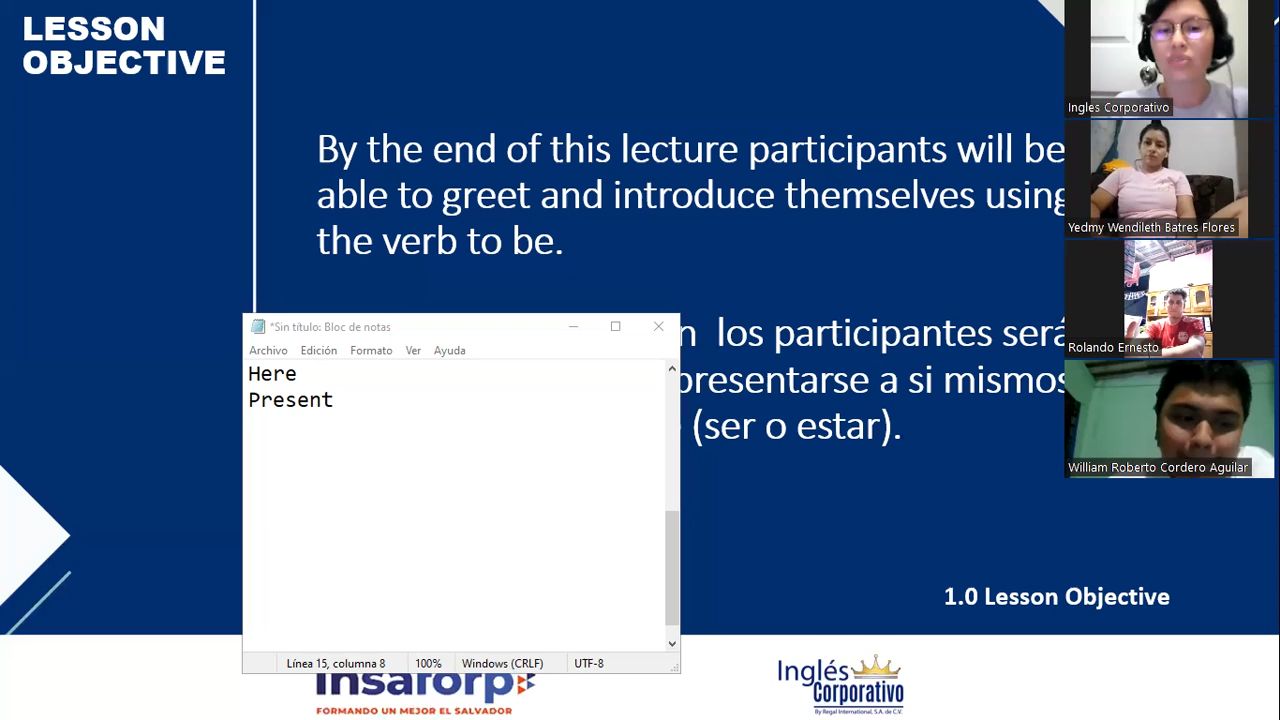 LESSON
OBJECTIVE
By the end of this lecture participants will be
able to greet and introduce themselves using
the verb to be.
los participantes será
presentarse a si mismos
(ser o estar).
*Sin título: Bloc de notas
Archivo Edición Formato Ver Ayuda
Here
Present
Línea 15, columna 8 100% Windows (CRLF) UTF-8
1.0 Lesson Objective
insaforp
FORMANDO UN MEJOR EL SALVADOR
Inglés
Corporativo
By Regal International, S.A. de C.V.
Ingles Corporativo
Yedmy Wendileth Batres Flores
Rolando Ernesto
William Roberto Cordero Aguilar